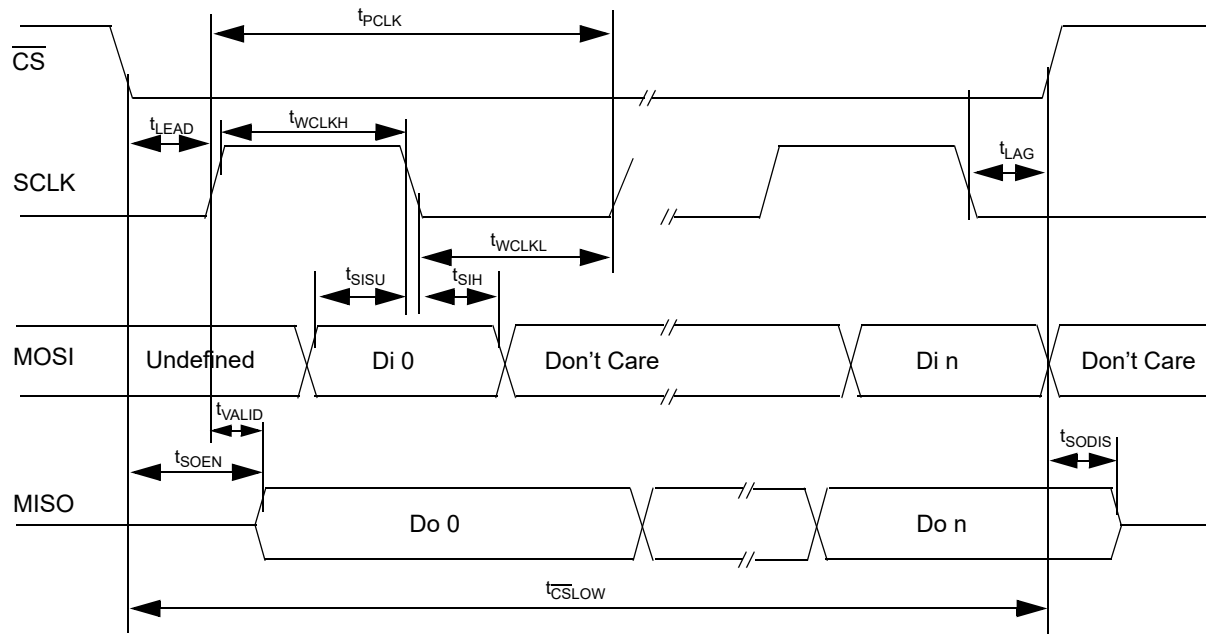 tPCLK
CS
tLEAD
tWCLKH
tLAG
SCLK
tWCLKL
tSISU
tSIH
MOSI
Undefined
Di 0
Don't Care
Di n
Don't Care
tVALID
tSOEN
tSODIS
MISO
Do 0
Do n
tCSLOW